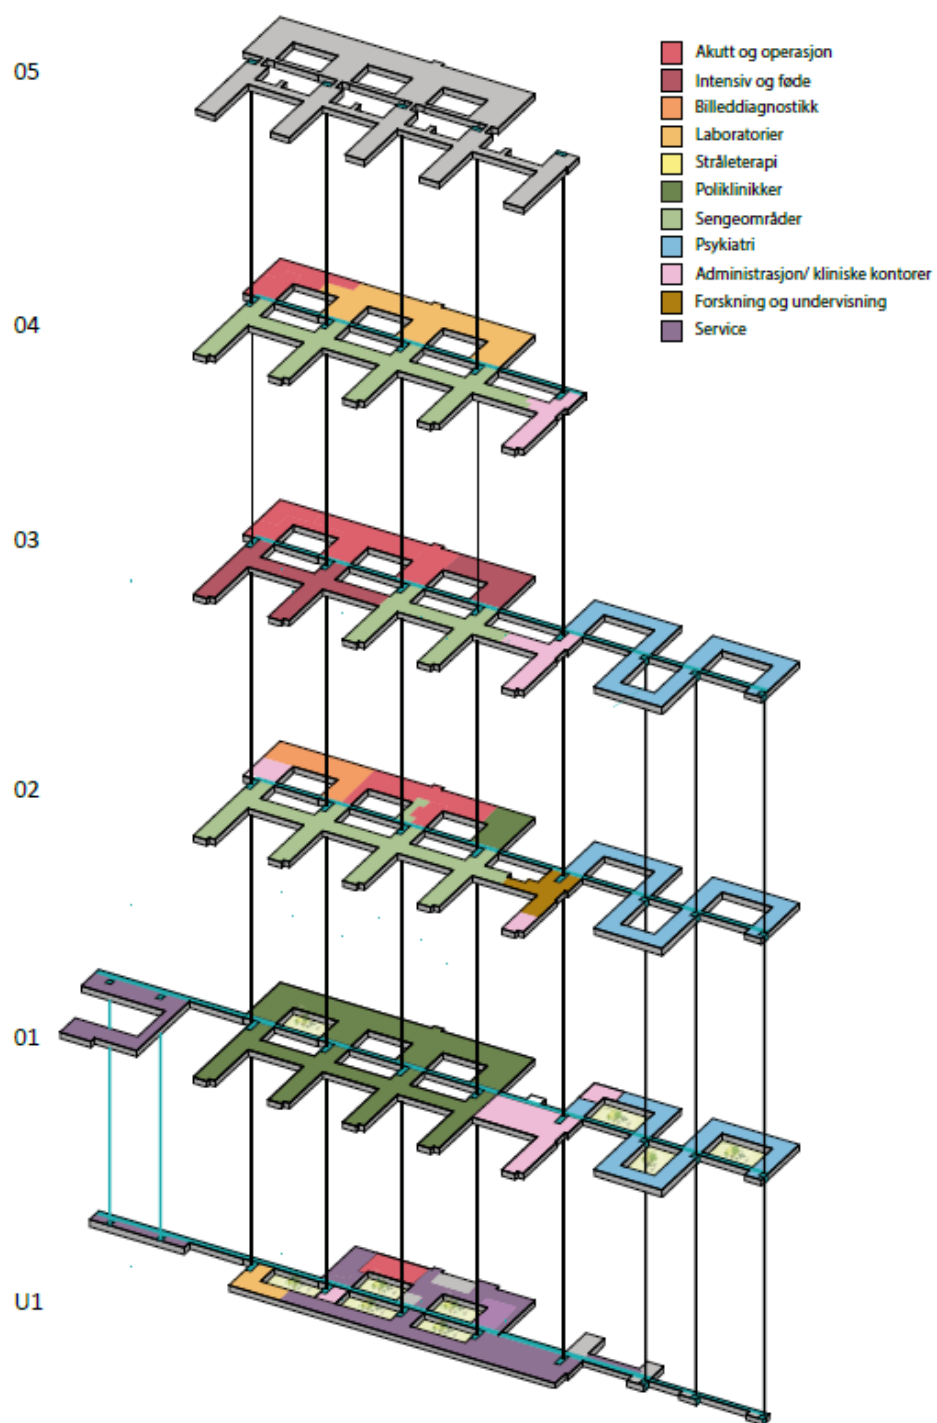 05
Akutt og operasjon
Intensiv og føde
Billeddiagnostikk
Laboratorier
Stråleterapi
Poliklinikker
Sengeområder
Psykiatri
Administrasjon/ kliniske kontorer
Forskning og undervisning
Service
04
03
02
01
U1